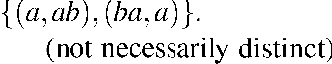 {(a, ab), (ba, a)}.
(not necessarily distinct)